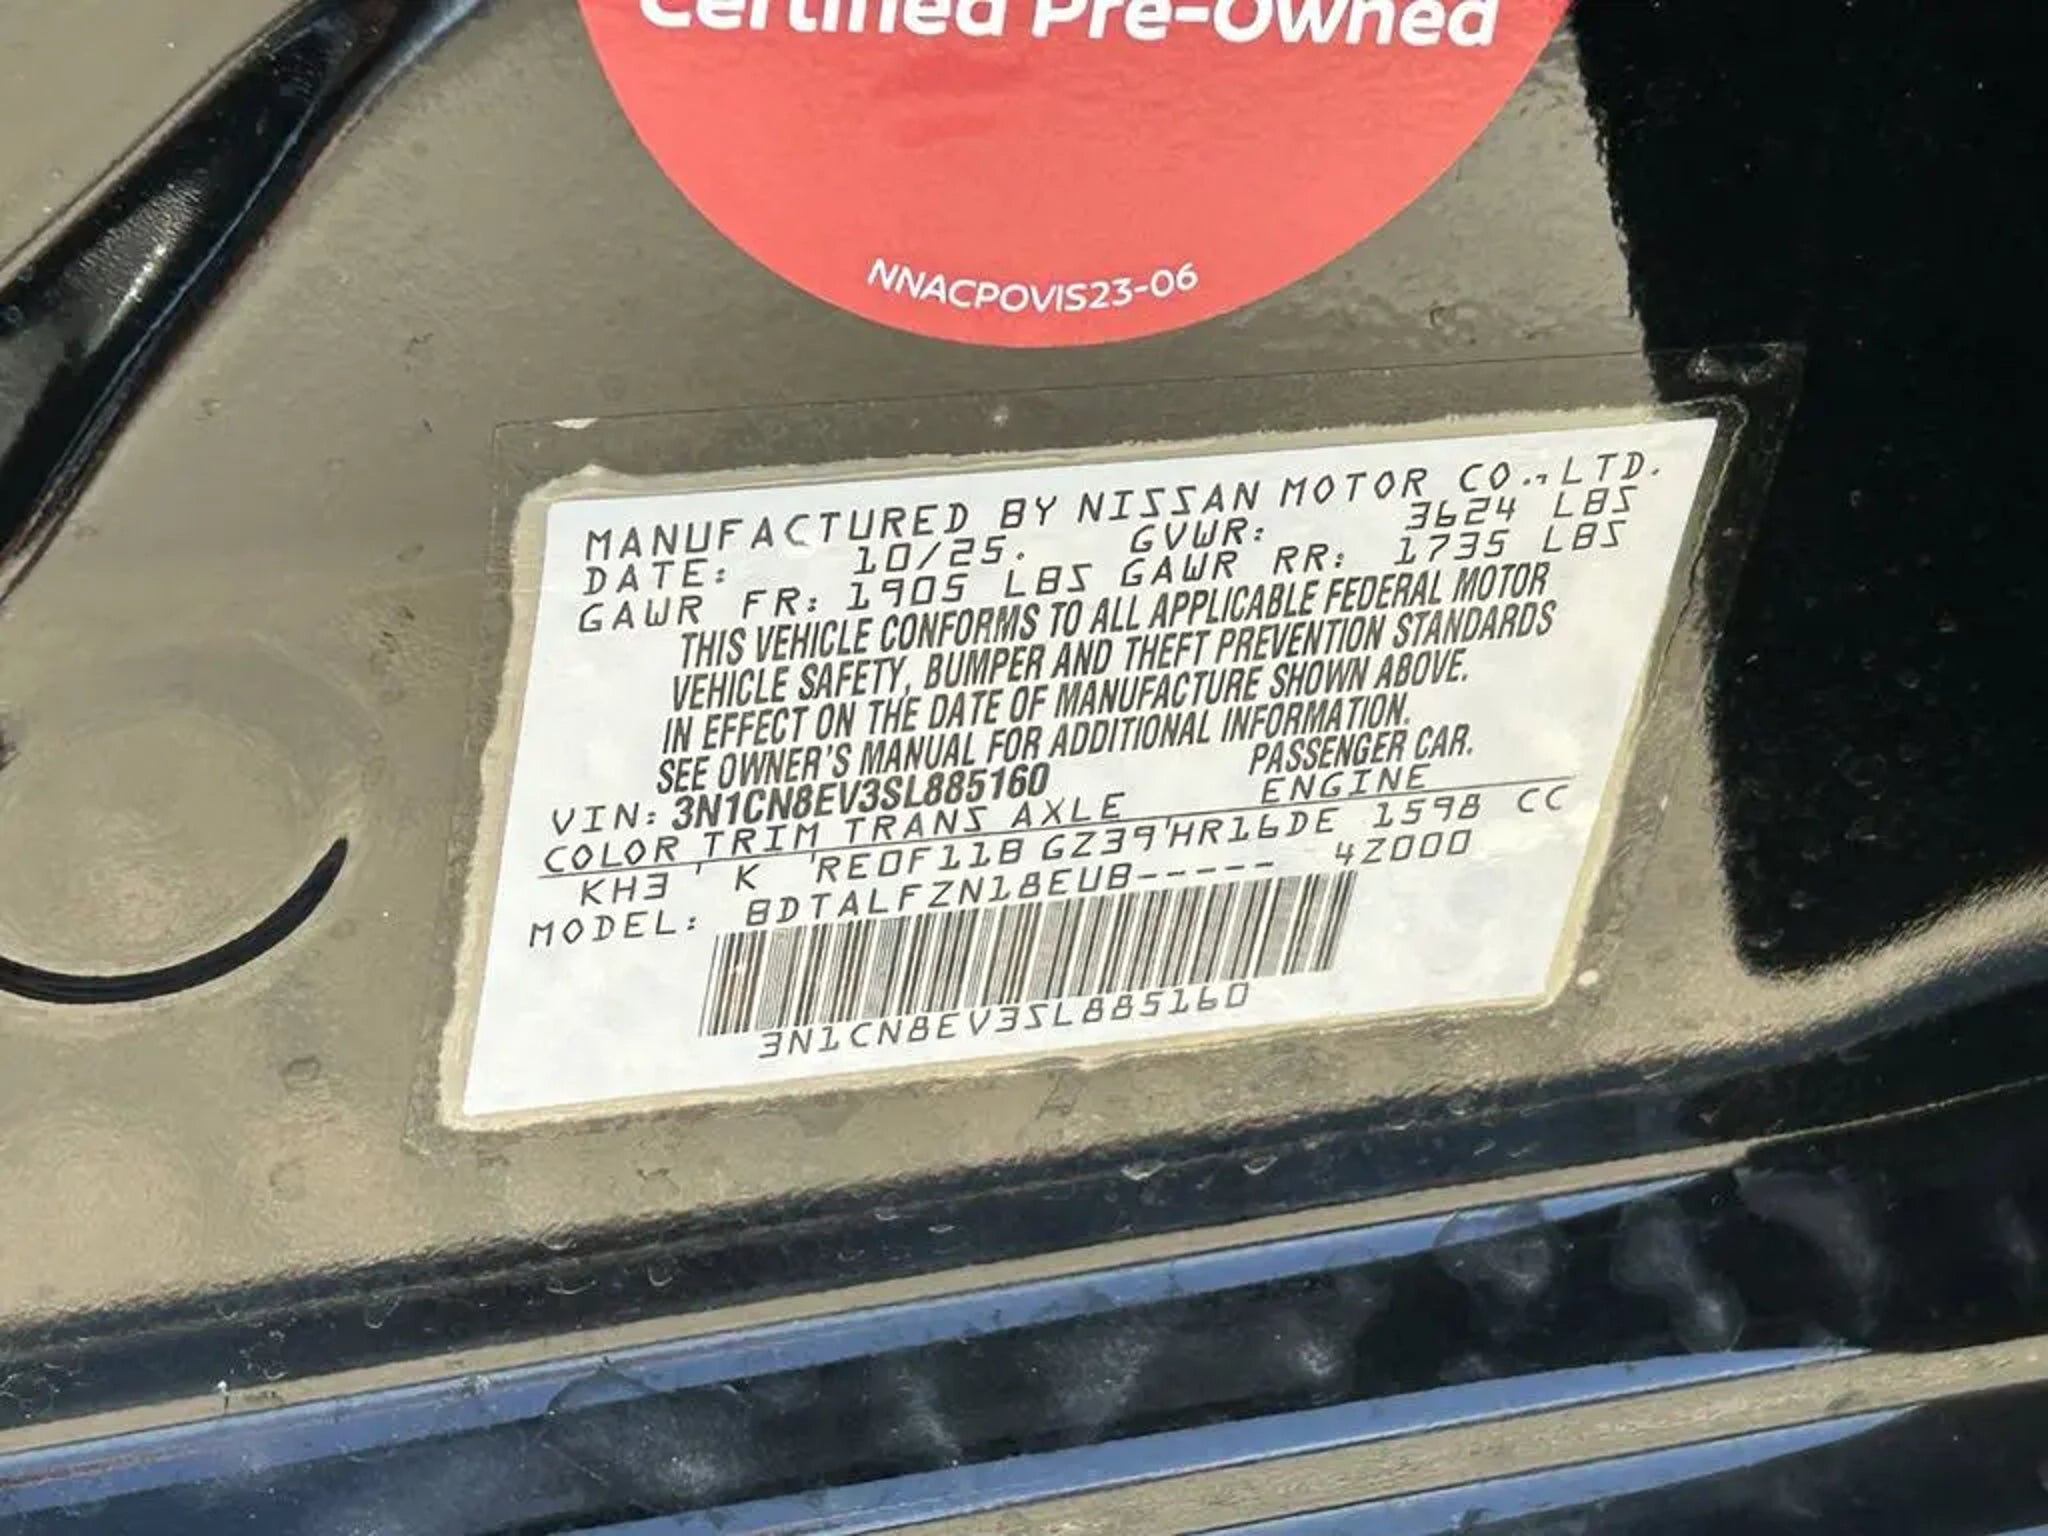 Certified Pre-Owned
NNACPOVIS23-06
MANUFACTURED BY NISSAN MOTOR CO., LTD.
DATE: 10/25. GVWR: 3624 LBS
GAWR FR: 1905 LBS GAWR RR: 1735 LBS
THIS VEHICLE CONFORMS TO ALL APPLICABLE FEDERAL MOTOR
VEHICLE SAFETY, BUMPER AND THEFT PREVENTION STANDARDS
IN EFFECT ON THE DATE OF MANUFACTURE SHOWN ABOVE.
SEE OWNER'S MANUAL FOR ADDITIONAL INFORMATION.
VIN: 3N1CN8EV3SL885160 PASSENGER CAR.
COLOR TRIM TRANS AXLE ENGINE
KH3 ' K 'RE0F11B GZ39'HR16DE 1598 CC
MODEL: BDTALFZN18EUB----- 4Z000
3N1CN8EV3SL885160